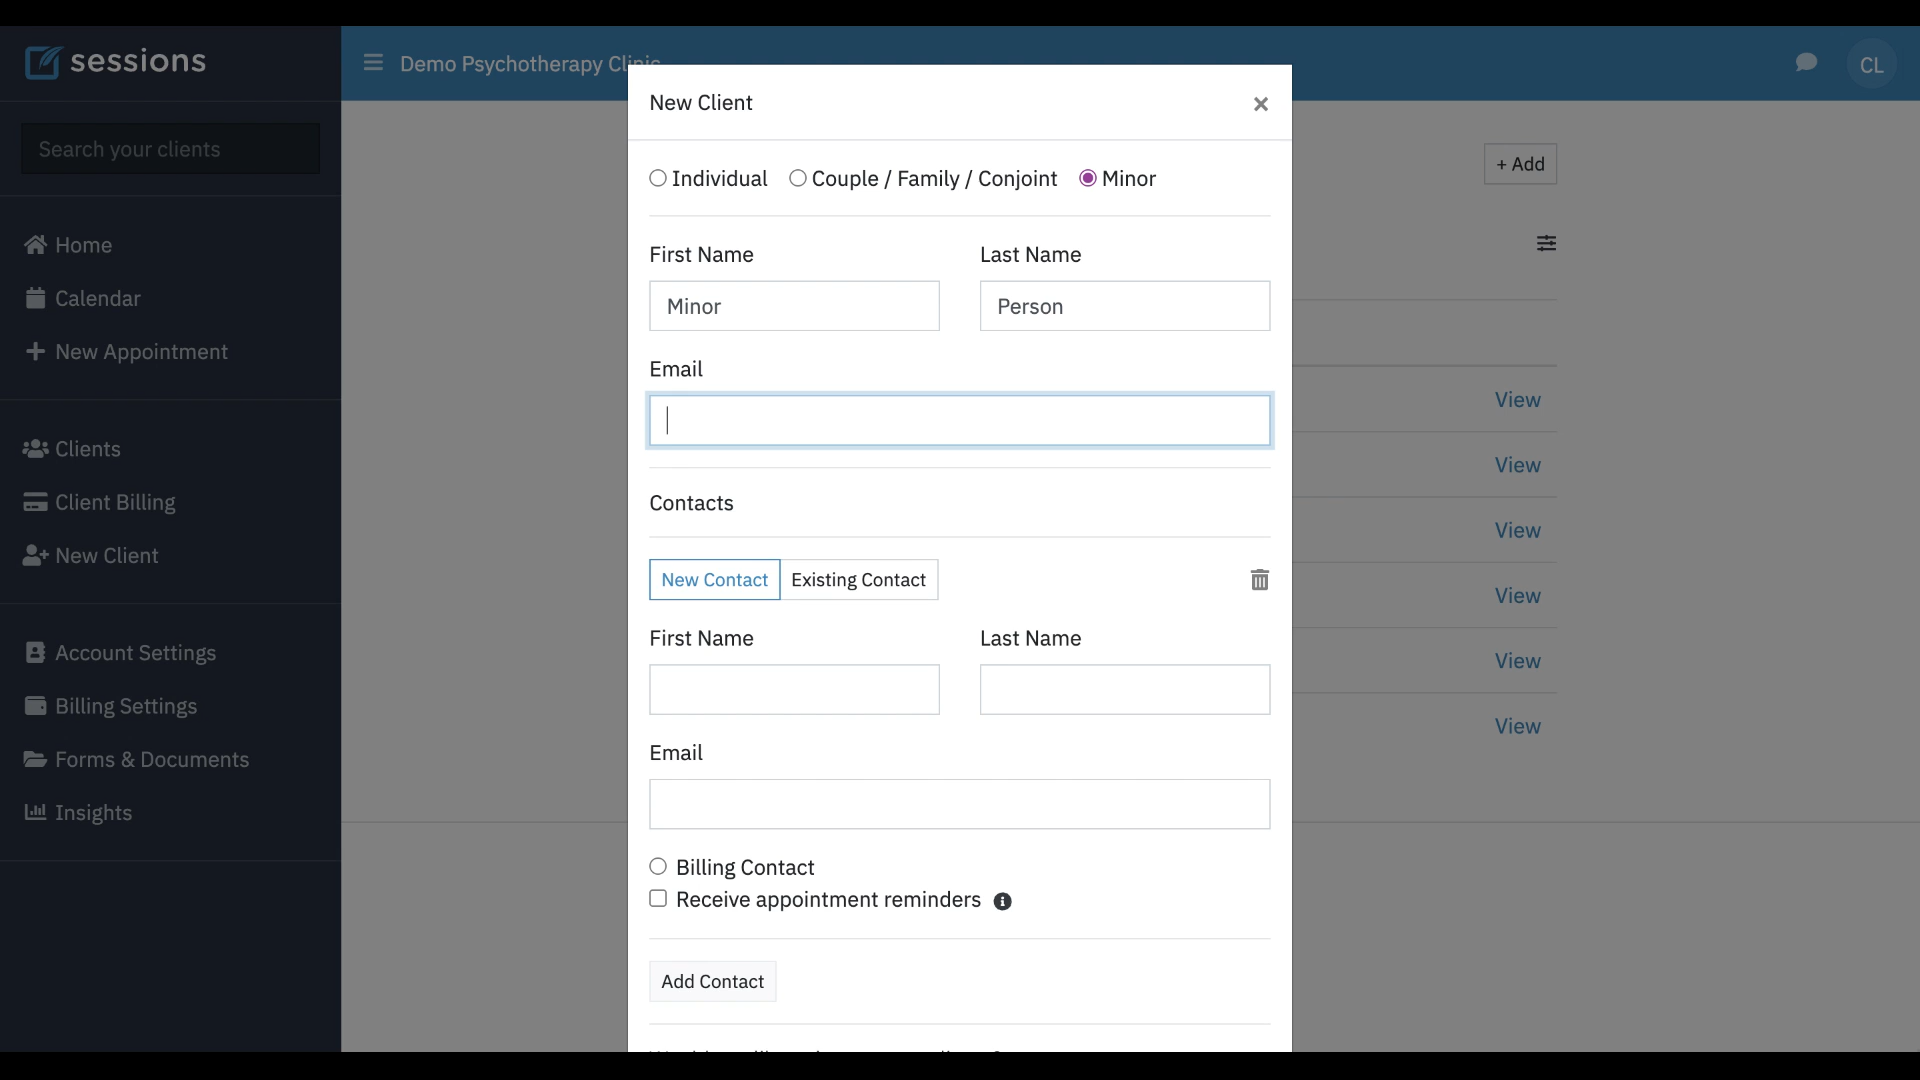 sessions
Demo Psychotherapy Clinic
CL
Search your clients
Home
Calendar
+ New Appointment
Clients
Client Billing
New Client
Account Settings
Billing Settings
Forms & Documents
Insights
New Client
×
Individual Couple / Family / Conjoint Minor
First Name Last Name
Minor Person
Email
Contacts
New Contact Existing Contact
First Name Last Name
Email
Billing Contact
Receive appointment reminders
Add Contact
+ Add
View
View
View
View
View
View